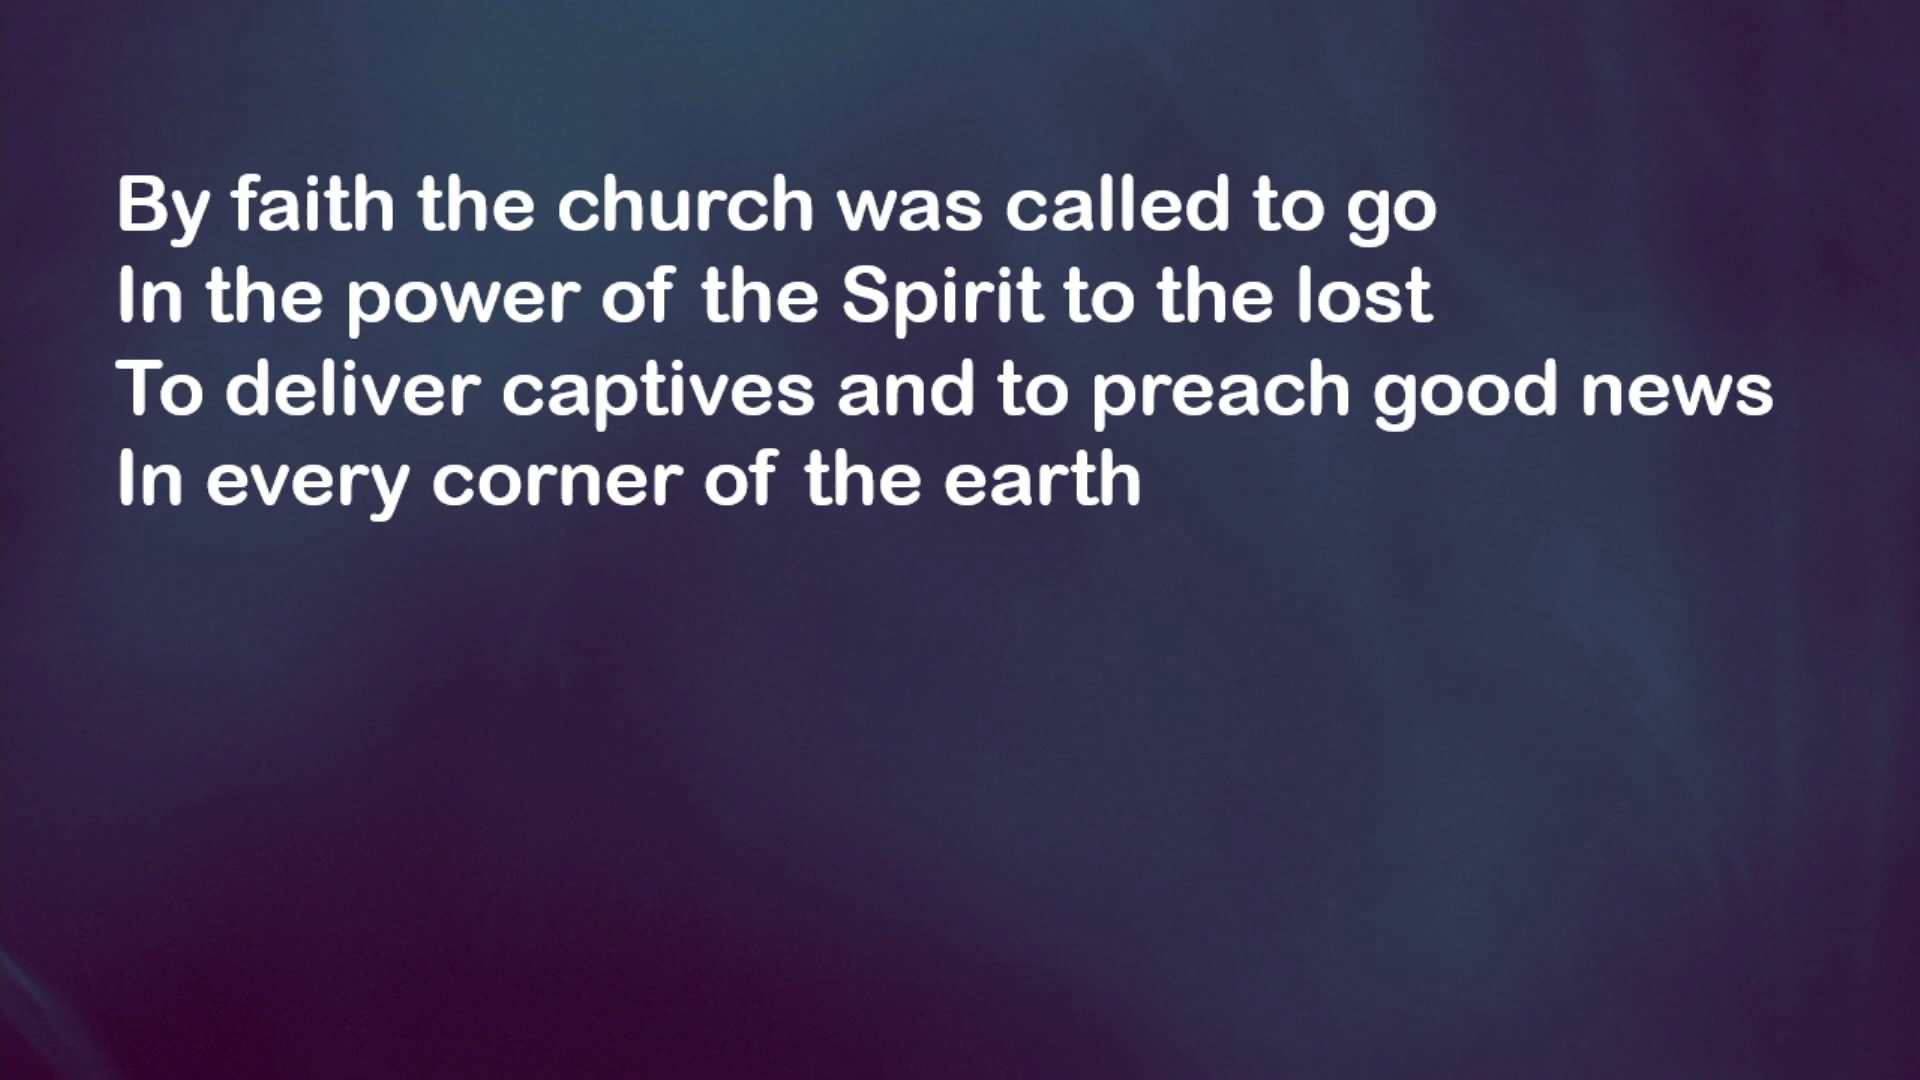 By faith the church was called to go
In the power of the Spirit to the lost
To deliver captives and to preach good news
In every corner of the earth